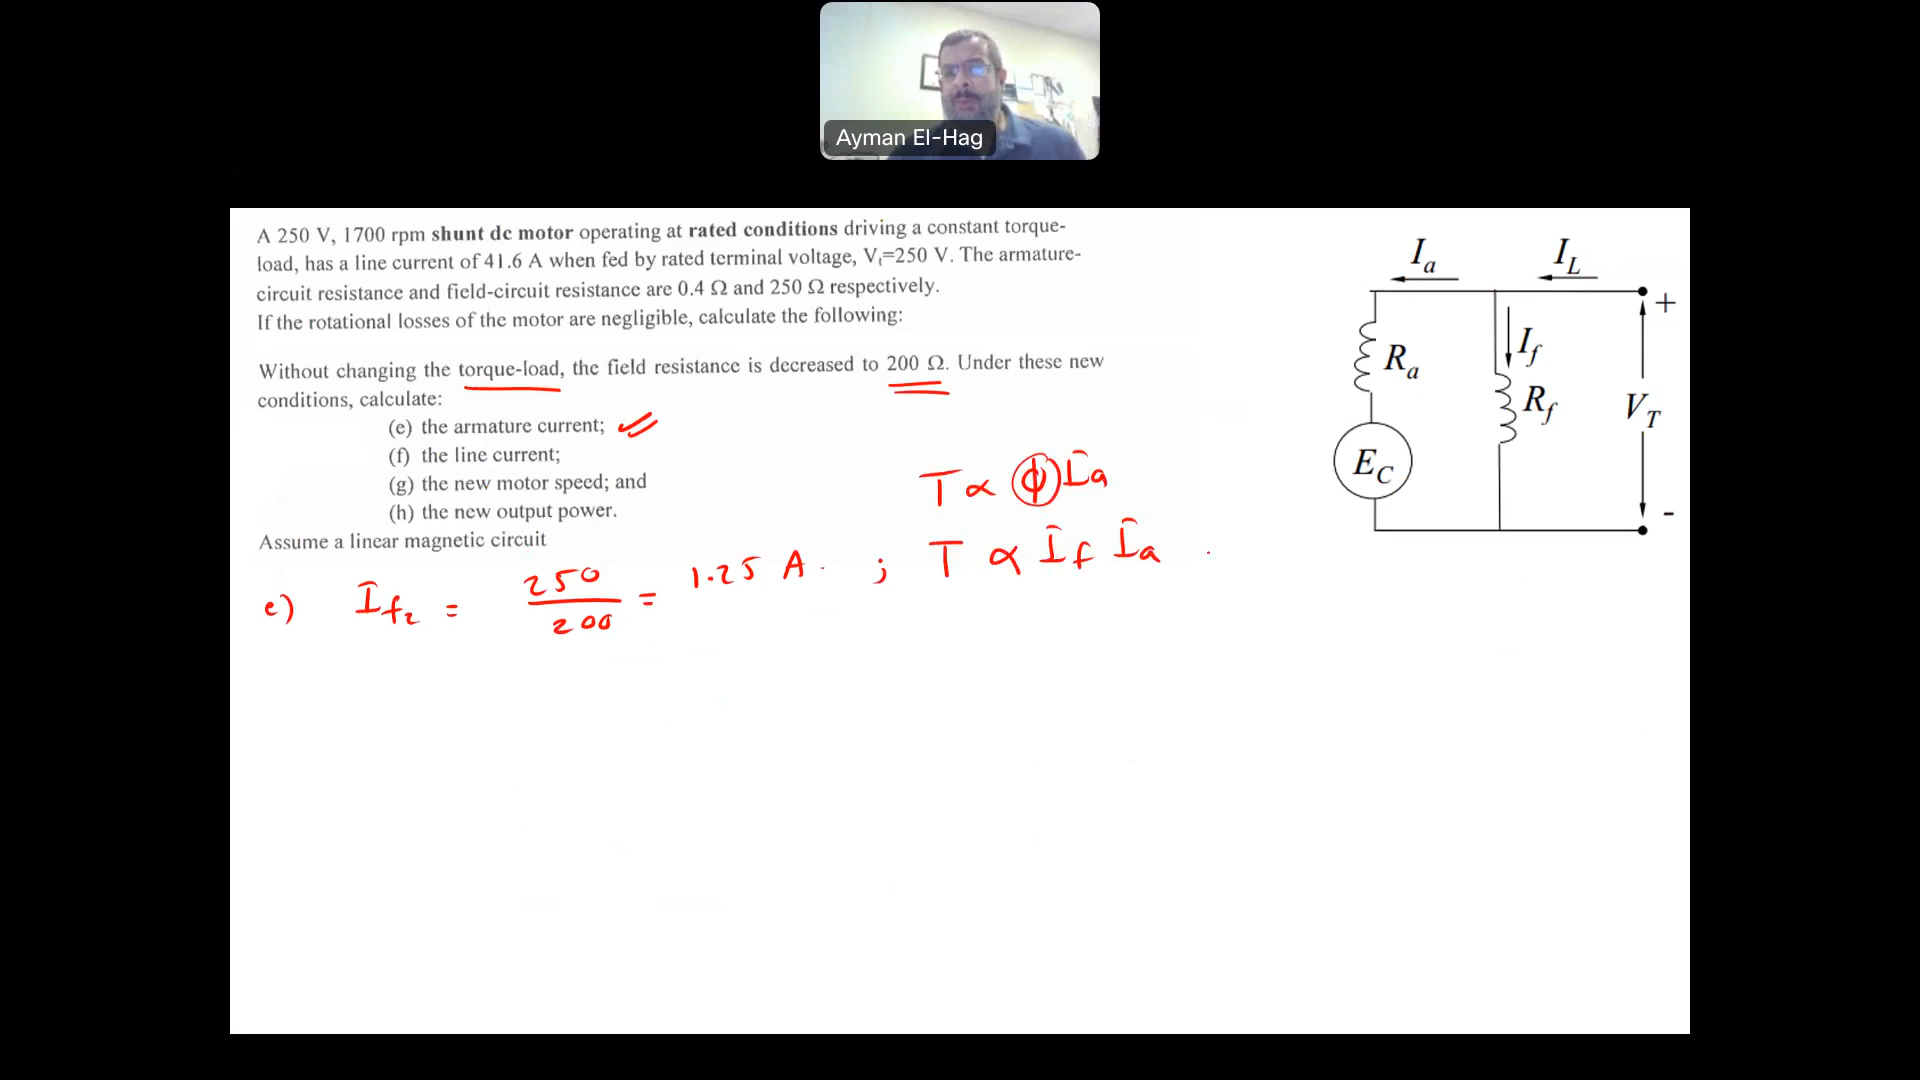 Ayman El-Hag
A 250 V, 1700 rpm shunt dc motor operating at rated conditions driving a constant torque-
load, has a line current of 41.6 A when fed by rated terminal voltage, Vt=250 V. The armature-
circuit resistance and field-circuit resistance are 0.4 Ω and 250 Ω respectively.
If the rotational losses of the motor are negligible, calculate the following:
Without changing the torque-load, the field resistance is decreased to 200 Ω. Under these new
conditions, calculate:
(e) the armature current;
(f) the line current;
(g) the new motor speed; and
(h) the new output power.
Assume a linear magnetic circuit
T ∝ ϕ Ia
e) If2 = 250/200 = 1.25 A. ; T ∝ If Ia
Ia
IL
+
If
Ra
Rf
VT
EC
-